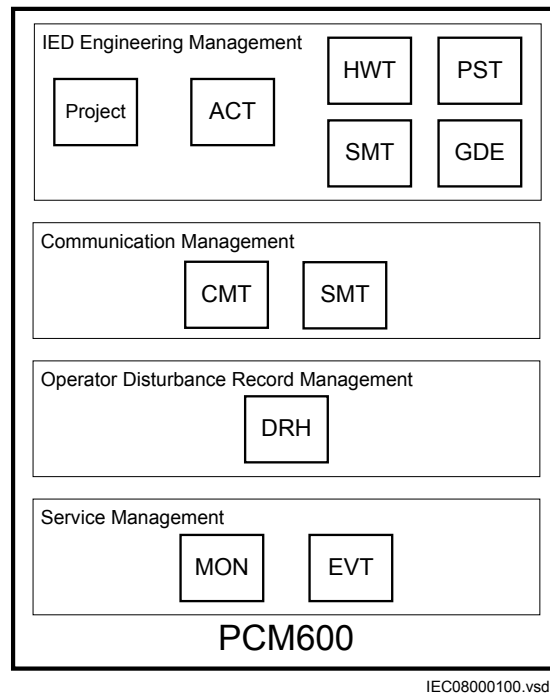 IED Engineering Management
HWT PST
Project ACT
SMT GDE
Communication Management
CMT SMT
Operator Disturbance Record Management
DRH
Service Management
MON EVT
PCM600
IEC08000100.vsd